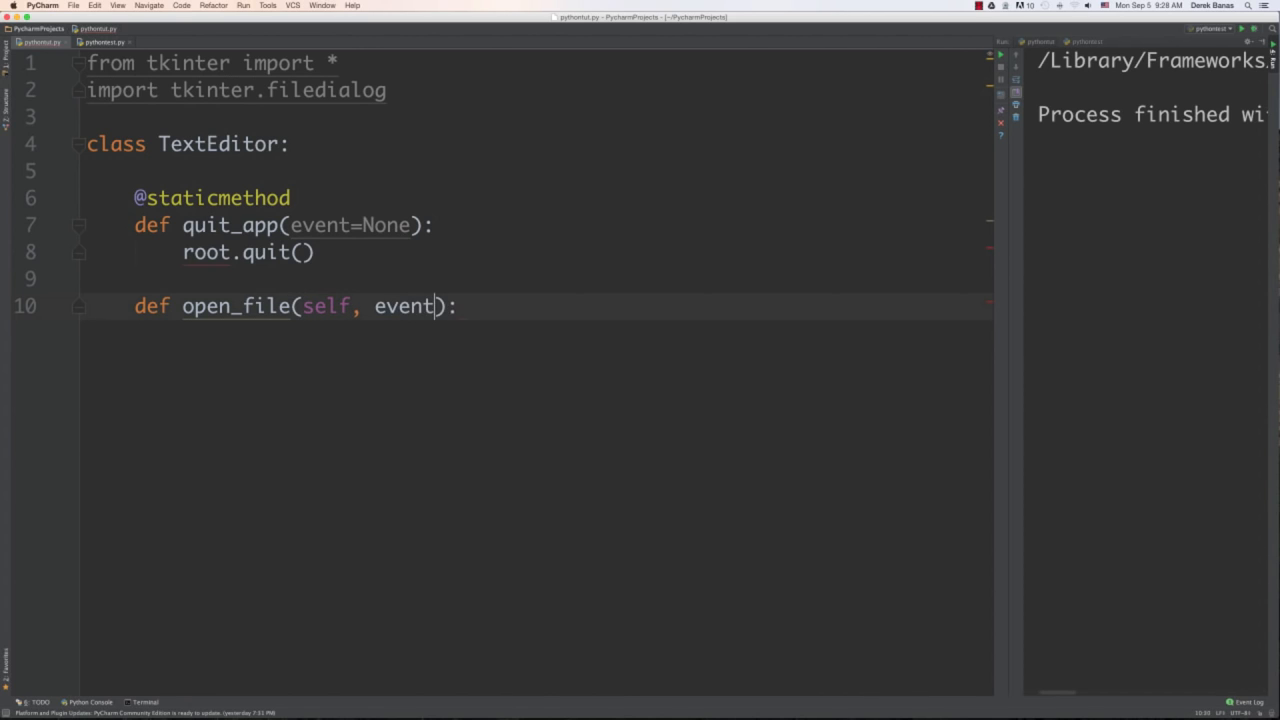 PyCharm File Edit View Navigate Code Refactor Run Tools VCS Window Help
10 Mon Sep 5 9:28 AM Derek Banas
pythontut.py - PycharmProjects - [~/PycharmProjects]
PycharmProjects pythontut.py
pythontest
pythontut.py pythontest.py
Run: pythontut pythontest
1 from tkinter import *
2 import tkinter.filedialog
3
4 class TextEditor:
5
6 @staticmethod
7 def quit_app(event=None):
8 root.quit()
9
10 def open_file(self, event):
/Library/Frameworks
Process finished wi
1: Project
7: Structure
2: Favorites
4: Run
6: TODO Python Console Terminal
Event Log
Platform and Plugin Updates: PyCharm Community Edition is ready to update. (yesterday 7:51 PM)
10:30 LF÷ UTF-8÷